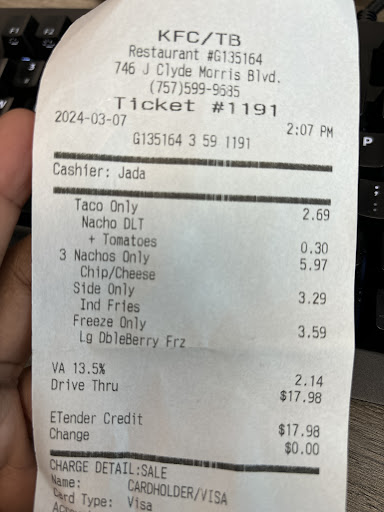 KFC/TB
Restaurant #G135164
746 J Clyde Morris Blvd.
(757)599-9685
Ticket #1191
2024-03-07 2:07 PM
G135164 3 59 1191
Cashier: Jada
Taco Only 2.69
Nacho DLT
+ Tomatoes 0.30
3 Nachos Only 5.97
Chip/Cheese
Side Only 3.29
Ind Fries
Freeze Only 3.59
Lg DbleBerry Frz
VA 13.5% 2.14
Drive Thru $17.98
ETender Credit $17.98
Change $0.00
CHARGE DETAIL:SALE
Name: CARDHOLDER/VISA
Card Type: Visa
P